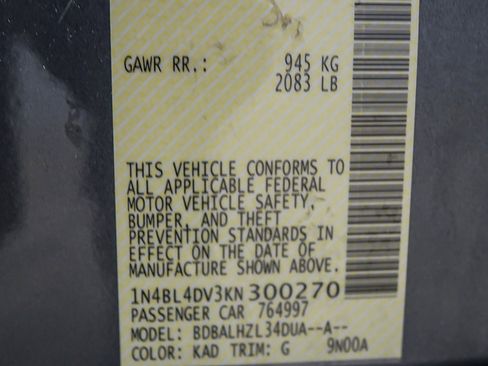 GAWR RR.: 945 KG
2083 LB
THIS VEHICLE CONFORMS TO
ALL APPLICABLE FEDERAL
MOTOR VEHICLE SAFETY,
BUMPER, AND THEFT
PREVENTION STANDARDS IN
EFFECT ON THE DATE OF
MANUFACTURE SHOWN ABOVE.
1N4BL4DV3KN300270
PASSENGER CAR 764997
MODEL: BDBALHZL34DUA--A--
COLOR: KAD TRIM: G 9N00A